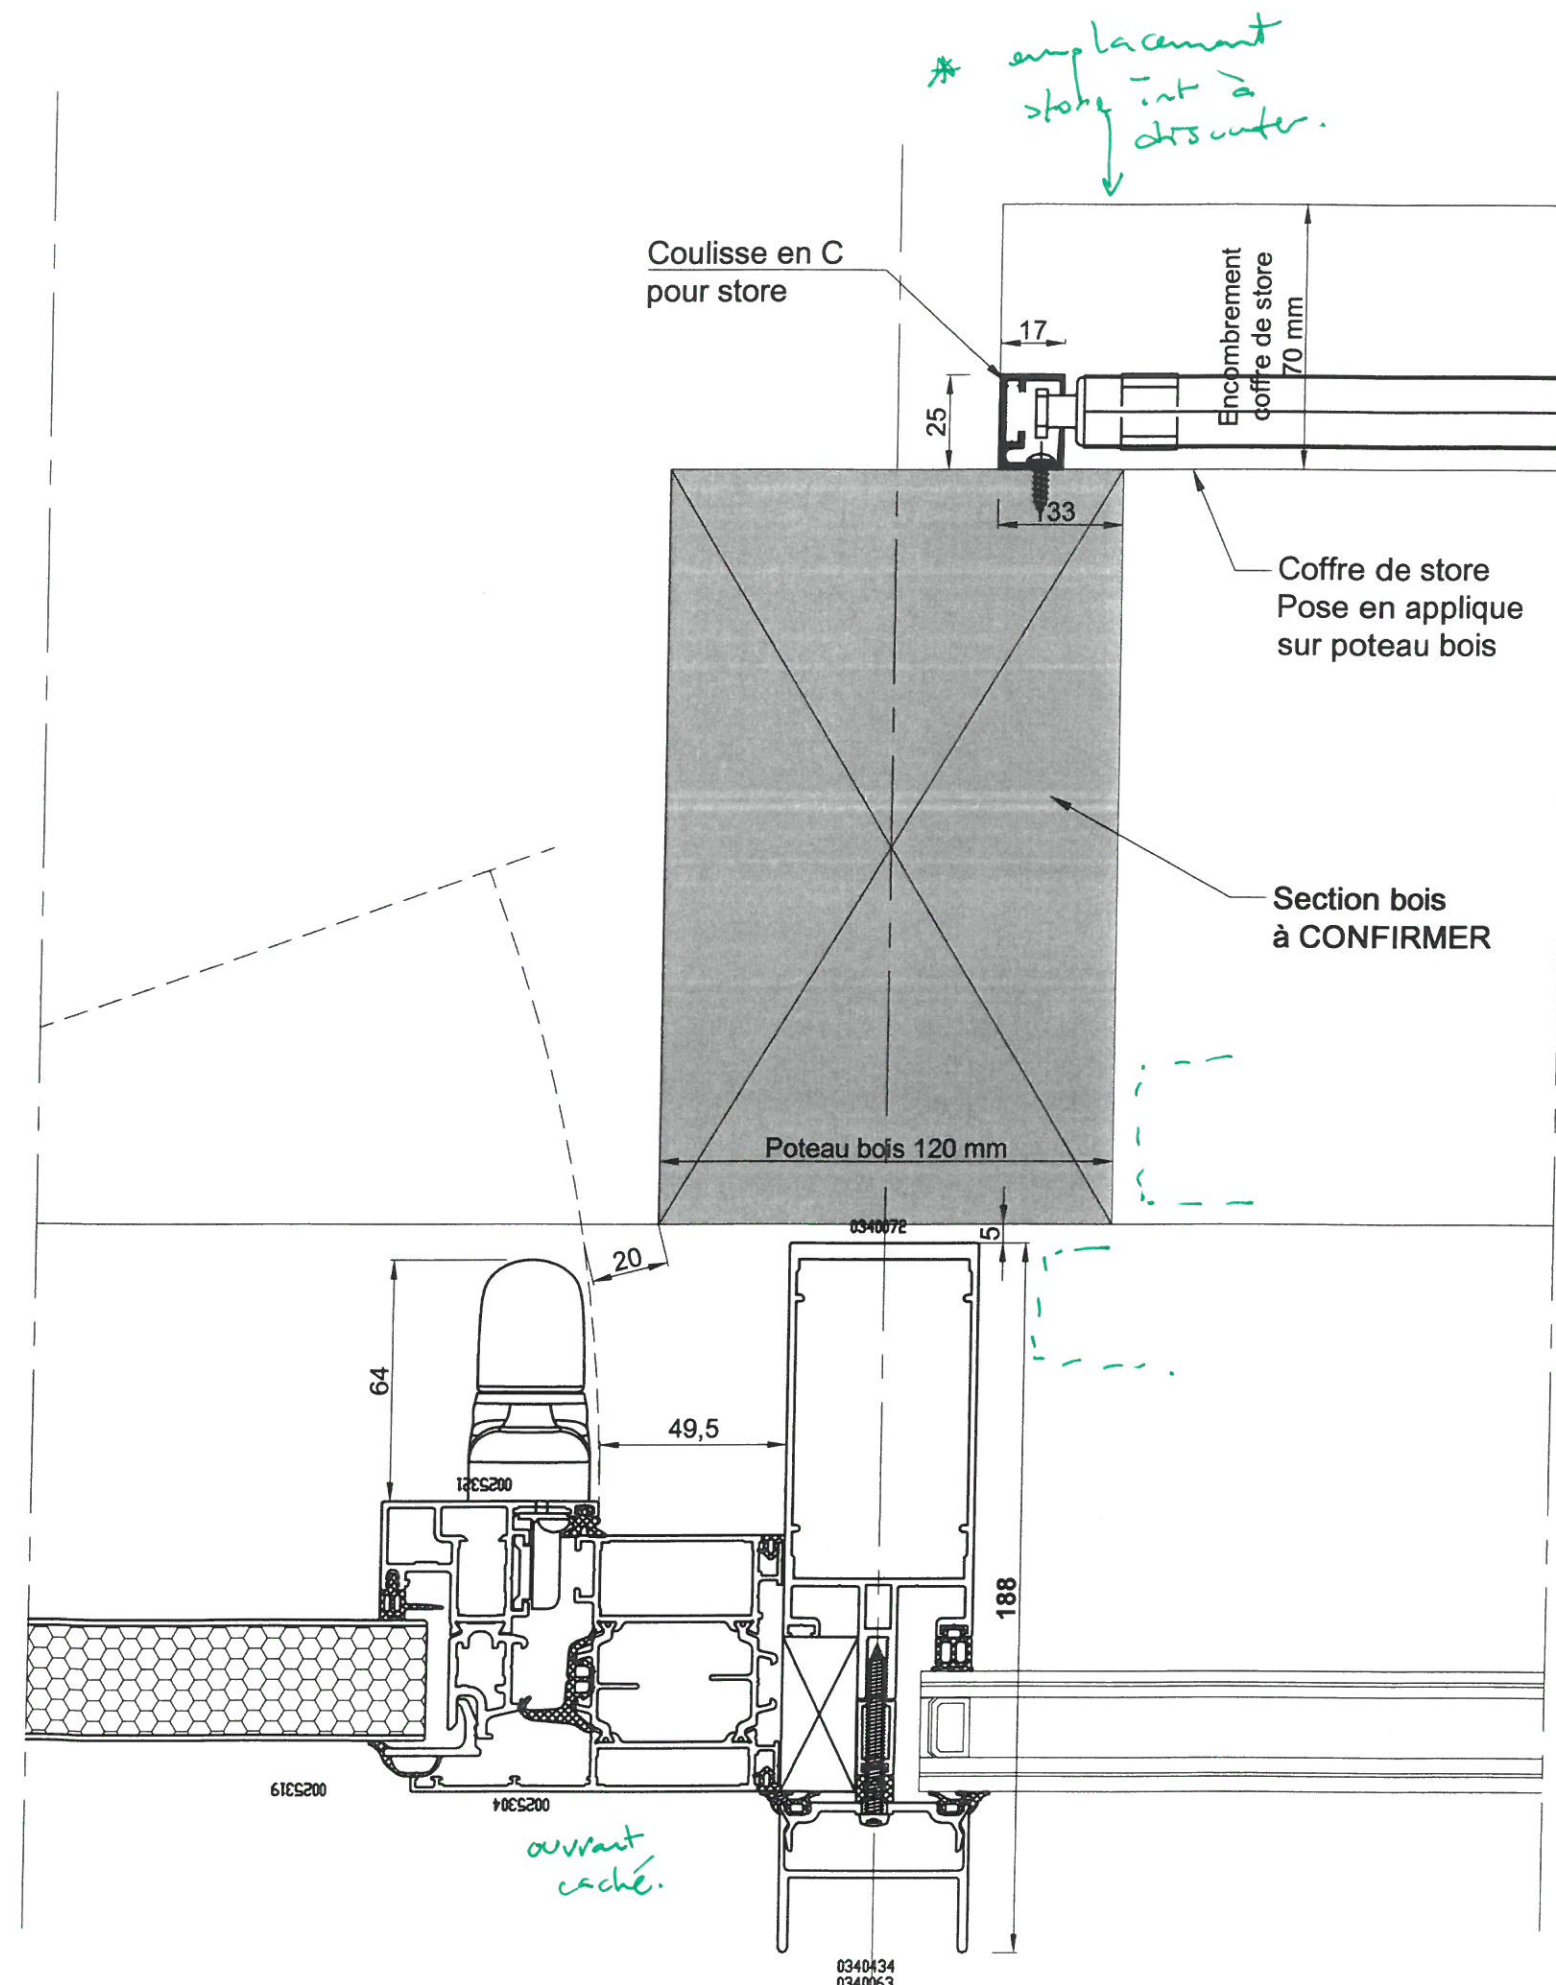 * emplacement
store int à
discuter.
Coulisse en C
pour store
17
25
Encombrement
coffre de store
70 mm
33
Coffre de store
Pose en applique
sur poteau bois
Section bois
à CONFIRMER
Poteau bois 120 mm
0340072
5
20
64
49,5
0025321
188
0025319
0025304
ouvrant
caché.
0340434
0340063